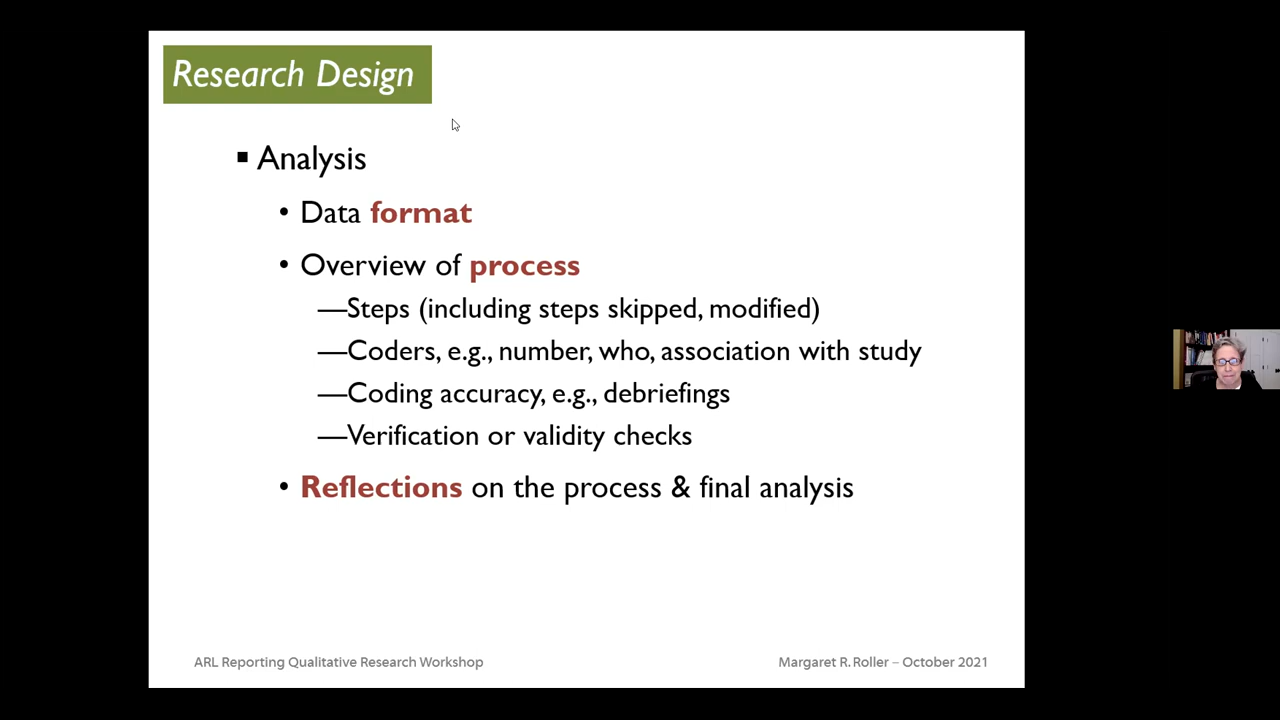 Research Design
▪ Analysis
• Data format
• Overview of process
—Steps (including steps skipped, modified)
—Coders, e.g., number, who, association with study
—Coding accuracy, e.g., debriefings
—Verification or validity checks
• Reflections on the process & final analysis
ARL Reporting Qualitative Research Workshop
Margaret R. Roller – October 2021